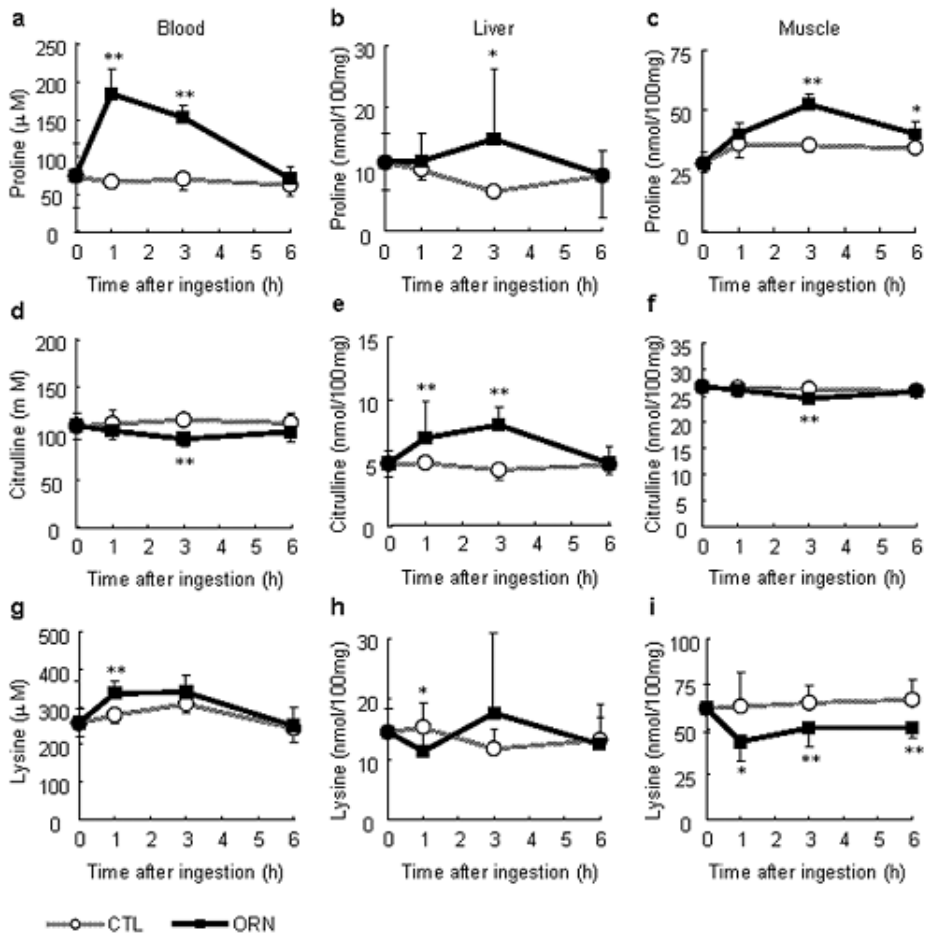 a
Blood
Proline (μM)
250
200
150
100
50
0
0 1 3 3 4 5 6
** **
Time after ingestion (h)
b
Liver
Proline (nmol/100mg)
30
20
10
0
0 1 3 3 4 5 6
*
Time after ingestion (h)
c
Muscle
Proline (nmol/100mg)
75
50
25
0
0 1 3 3 4 5 6
** *
Time after ingestion (h)
d
Citrulline (m M)
200
150
100
50
0
0 1 2 3 4 5 6
**
Time after ingestion (h)
e
Citrulline (nmol/100mg)
15
10
5
0
0 1 2 3 4 5 6
** **
Time after ingestion (h)
f
Citrulline (nmol/100mg)
35
30
25
20
15
10
5
0
0 1 2 3 4 5 6
**
Time after ingestion (h)
g
Lysine (μM)
500
400
300
200
100
0
0 1 2 3 4 5 6
**
Time after ingestion (h)
h
Lysine (nmol/100mg)
30
20
10
0
0 1 2 3 4 5 6
*
Time after ingestion (h)
i
Lysine (nmol/100mg)
100
75
50
25
0
0 1 2 3 4 5 6
* ** **
Time after ingestion (h)
CTL ORN